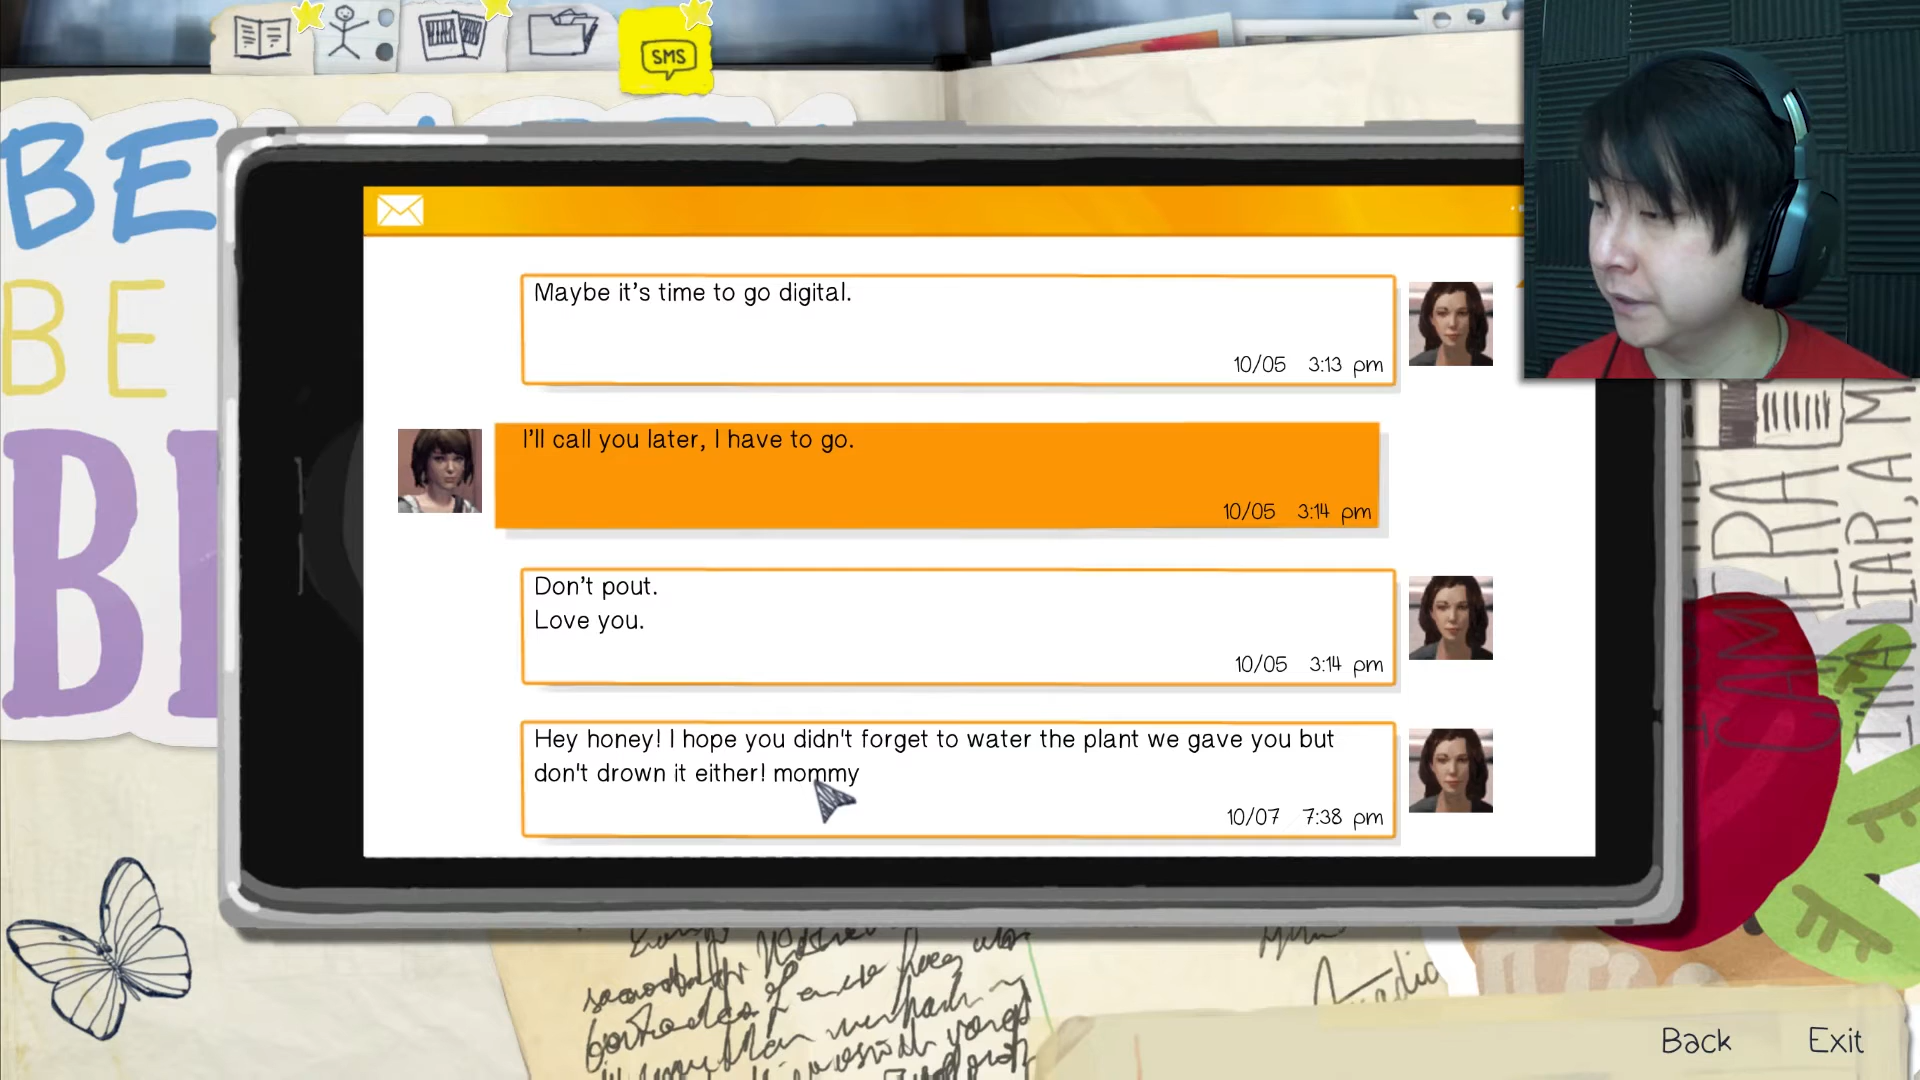 SMS
BE
BE
Maybe it's time to go digital.
10/05 3:13 pm
I'll call you later, I have to go.
10/05 3:14 pm
Don't pout.
Love you.
10/05 3:14 pm
Hey honey! I hope you didn't forget to water the plant we gave you but
don't drown it either! mommy
10/07 7:38 pm
CAMERA
I'M A LIAR, A M
Back Exit